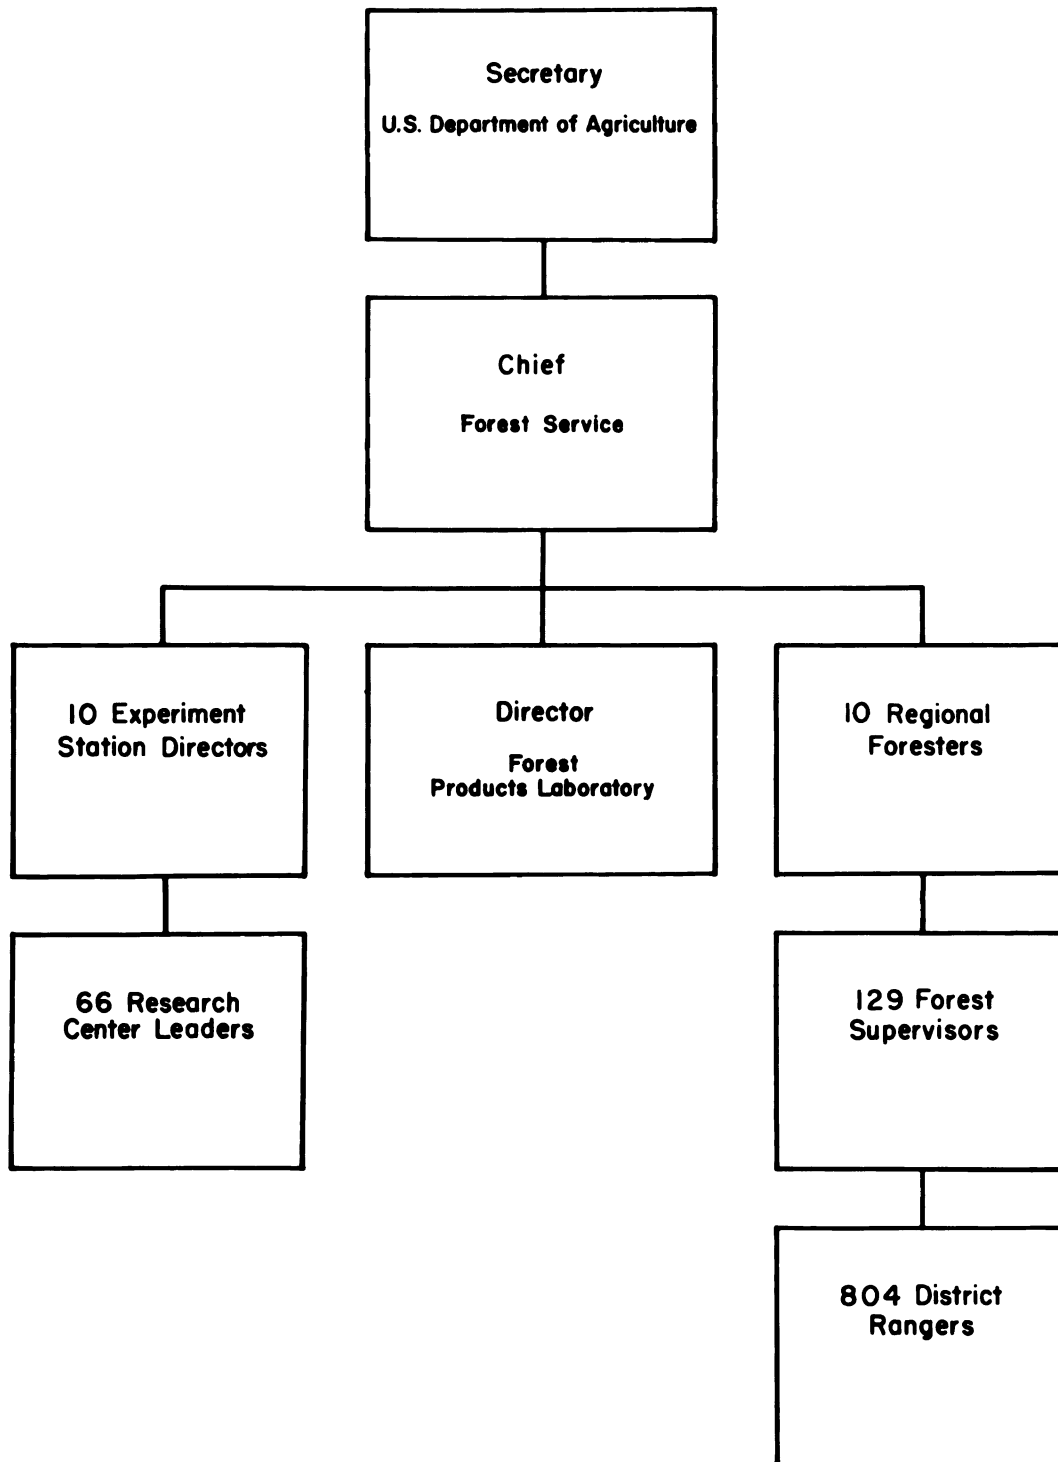 Secretary
U.S. Department of Agriculture
Chief
Forest Service
10 Experiment
Station Directors
Director
Forest
Products Laboratory
10 Regional
Foresters
66 Research
Center Leaders
129 Forest
Supervisors
804 District
Rangers